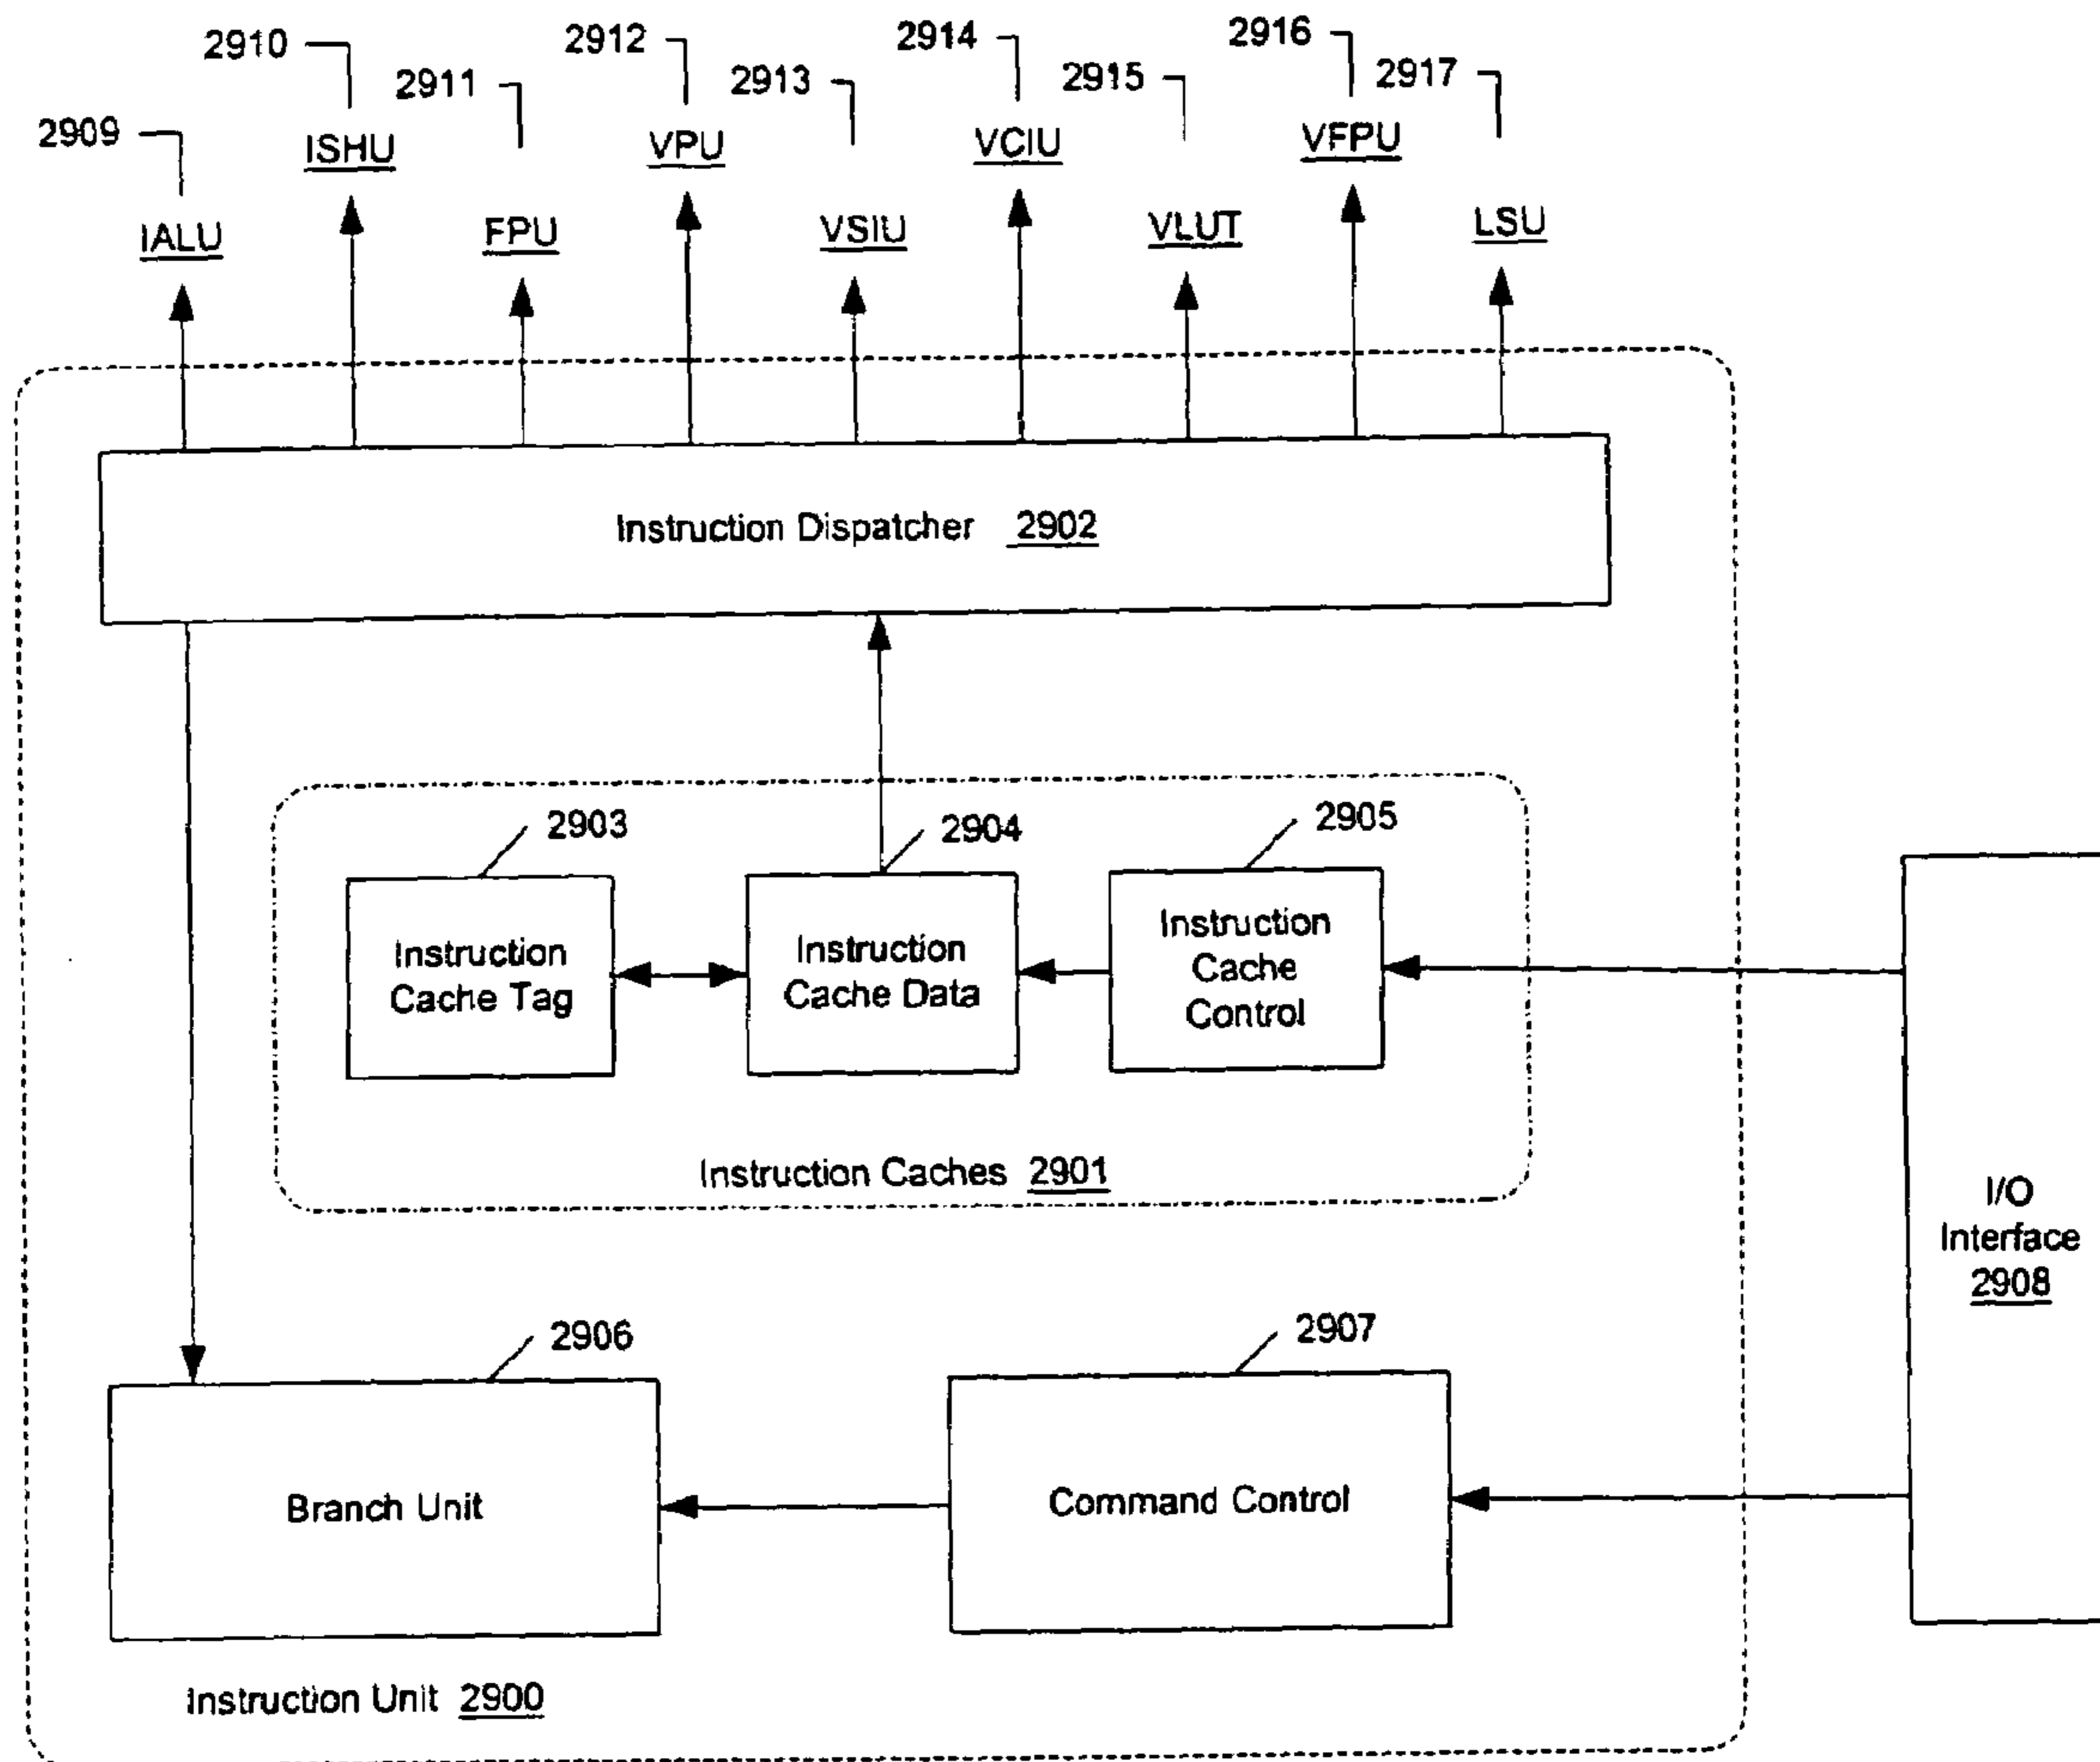 2910
2912
2914
2916
2911
2913
2915
2917
2909
ISHU
VPU
VCIU
VFPU
IALU
FPU
VSIU
VLUT
LSU
Instruction Dispatcher 2902
2903
2904
2905
Instruction
Cache Tag
Instruction
Cache Data
Instruction
Cache
Control
Instruction Caches 2901
I/O
Interface
2908
2906
2907
Branch Unit
Command Control
Instruction Unit 2900